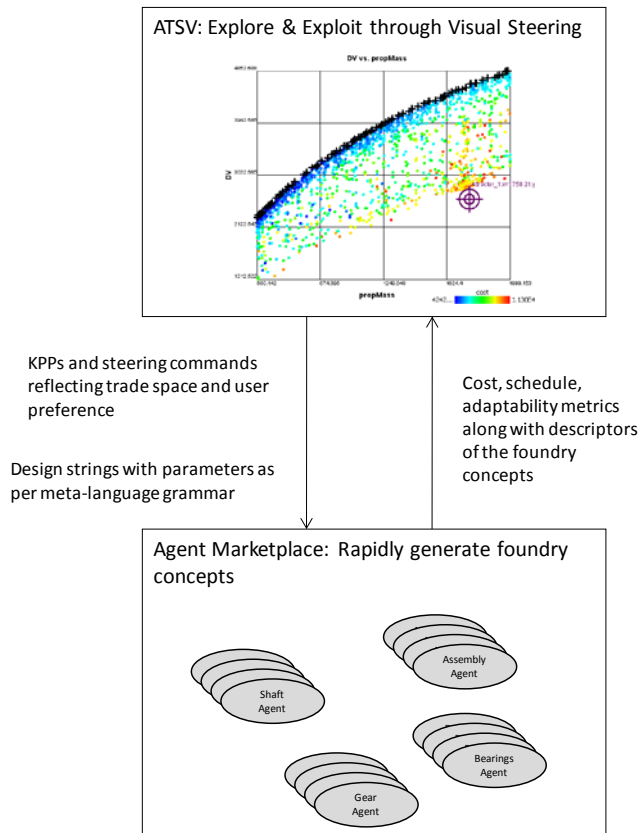 ATSV: Explore & Exploit through Visual Steering
DV vs. propMass
DV
propMass
cost
1.130E4
KPPs and steering commands
reflecting trade space and user
preference
Design strings with parameters as
per meta-language grammar
Cost, schedule,
adaptability metrics
along with descriptors
of the foundry
concepts
Agent Marketplace: Rapidly generate foundry
concepts
Assembly
Agent
Shaft
Agent
Bearings
Agent
Gear
Agent